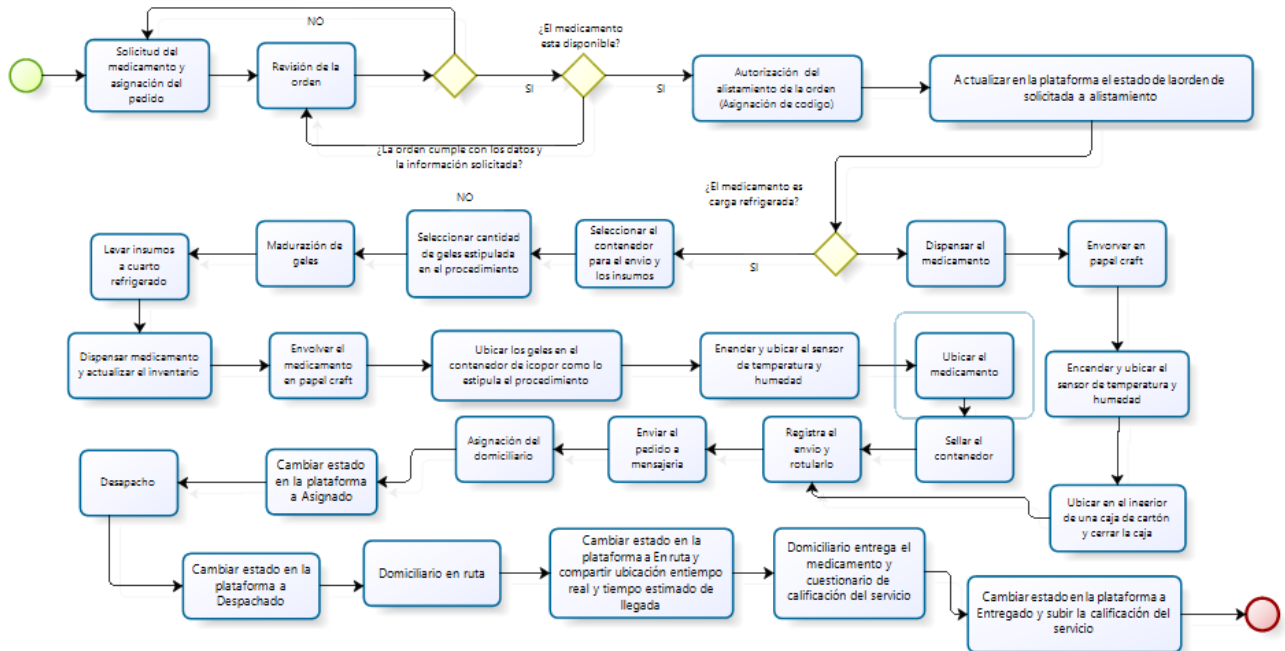 NO
¿El medicamento
esta disponible?
Solicitud del
medicamento y
asignación del
pedido
Revisión de la
orden
SI
SI
Autorización del
alistamiento de la orden
(Asignación de codigo)
Actualizar en la plataforma el estado de laorden de
solicitada a alistamiento
¿La orden cumple con los datos y
la información solicitada?
¿El medicamento es
carga refrigerada?
NO
Levar insumos
a cuarto
refrigerado
Madurazión de
geles
Seleccionar cantidad
de geles estipulada
en el procedimiento
Seleccionar el
contenedor
para el envio y
los insumos
SI
Dispensar el
medicamento
Envorver en
papel craft
Dispensar medicamento
y actualizar el inventario
Envolver el
medicamento
en papel craft
Ubicar los geles en el
contenedor de icopor como lo
estipula el procedimiento
Enender y ubicar el sensor
de temperatura y
humedad
Ubicar el
medicamento
Encender y ubicar el
sensor de temperatura y
humedad
Desapacho
Cambiar estado
en la plataforma
a Asignado
Asignación del
domiciliario
Enviar el
pedido a
mensajeria
Registra el
envio y
rotularlo
Sellar el
contenedor
Ubicar en el ineerior
de una caja de cartón
y cerrar la caja
Cambiar estado en la
plataforma a
Despachado
Domiciliario en ruta
Cambiar estado en la
plataforma a En ruta y
compartir ubicación entiempo
real y tiempo estimado de
llegada
Domiciliario entrega el
medicamento y
cuestionario de
calificación del servicio
Cambiar estado en la plataforma a
Entregado y subir la calificación del
servicio